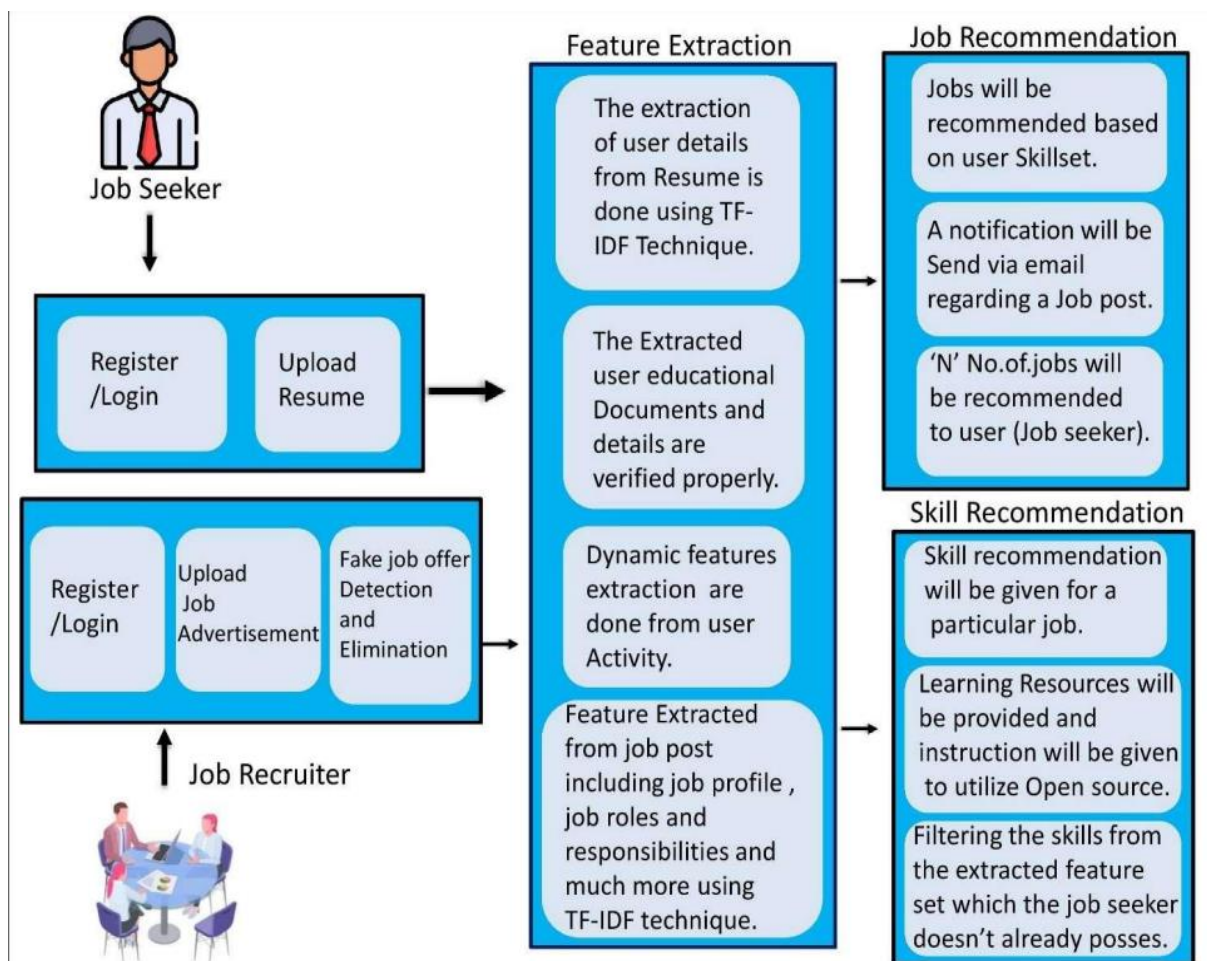 Job Seeker
Register
/Login
Upload
Resume
Register
/Login
Upload
Job
Advertisement
Fake job offer
Detection
and
Elimination
Job Recruiter
Feature Extraction
The extraction
of user details
from Resume is
done using TF-
IDF Technique.
The Extracted
user educational
Documents and
details are
verified properly.
Dynamic features
extraction are
done from user
Activity.
Feature Extracted
from job post
including job profile ,
job roles and
responsibilities and
much more using
TF-IDF technique.
Job Recommendation
Jobs will be
recommended based
on user Skillset.
A notification will be
Send via email
regarding a Job post.
‘N’ No.of.jobs will
be recommended
to user (Job seeker).
Skill Recommendation
Skill recommendation
will be given for a
particular job.
Learning Resources will
be provided and
instruction will be given
to utilize Open source.
Filtering the skills from
the extracted feature
set which the job seeker
doesn’t already posses.